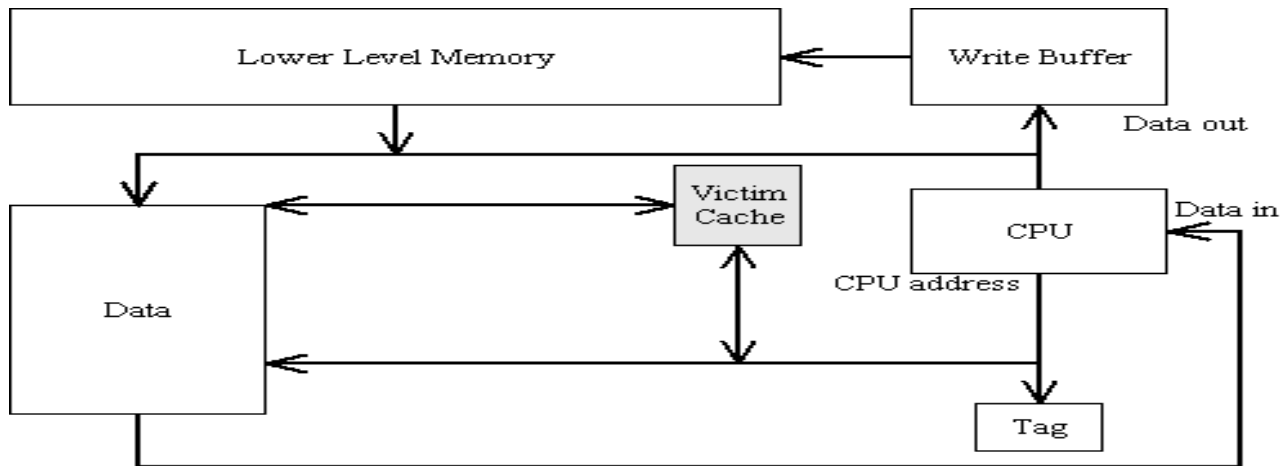 Lower Level Memory
Write Buffer
Data out
Victim
Cache
Data in
CPU
CPU address
Data
Tag